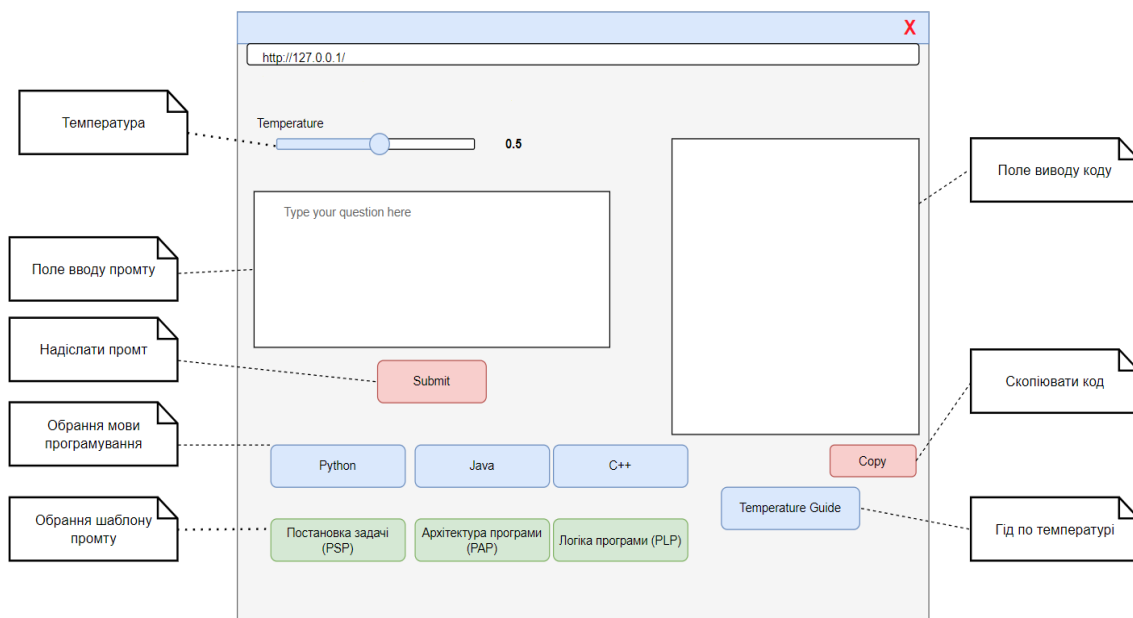 X
http://127.0.0.1/
Температура
Temperature
0.5
Поле виводу коду
Type your question here
Поле вводу промту
Надіслати промт
Submit
Скопіювати код
Обрання мови
програмування
Python
Java
C++
Copy
Temperature Guide
Обрання шаблону
промту
Постановка задачі
(PSP)
Архітектура програми
(PAP)
Логіка програми (PLP)
Гід по температурі